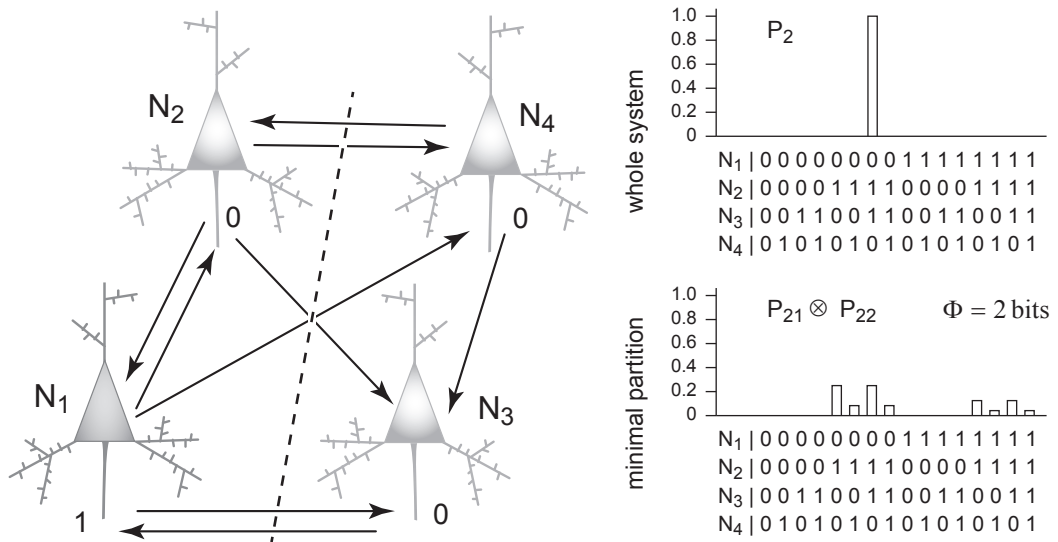 N2
N4
0
0
N1
N3
1
0
whole system
P2
1.0
0.8
0.6
0.4
0.2
0
N1 | 0 0 0 0 0 0 0 0 1 1 1 1 1 1 1 1
N2 | 0 0 0 0 1 1 1 1 0 0 0 0 1 1 1 1
N3 | 0 0 1 1 0 0 1 1 0 0 1 1 0 0 1 1
N4 | 0 1 0 1 0 1 0 1 0 1 0 1 0 1 0 1
minimal partition
P21 ⊗ P22
Φ = 2 bits
1.0
0.8
0.6
0.4
0.2
0
N1 | 0 0 0 0 0 0 0 0 1 1 1 1 1 1 1 1
N2 | 0 0 0 0 1 1 1 1 0 0 0 0 1 1 1 1
N3 | 0 0 1 1 0 0 1 1 0 0 1 1 0 0 1 1
N4 | 0 1 0 1 0 1 0 1 0 1 0 1 0 1 0 1